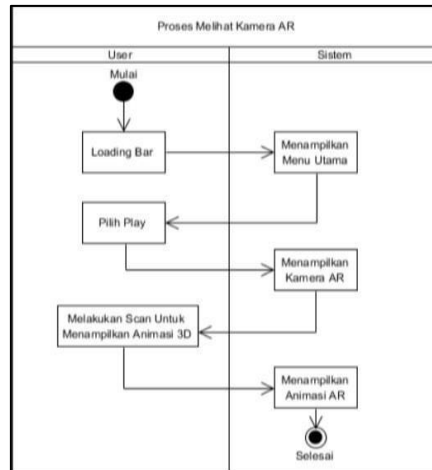 Proses Melihat Kamera AR
User
Sistem
Mulai
Loading Bar
Menampilkan
Menu Utama
Pilih Play
Menampilkan
Kamera AR
Melakukan Scan Untuk
Menampilkan Animasi 3D
Menampilkan
Animasi AR
Selesai